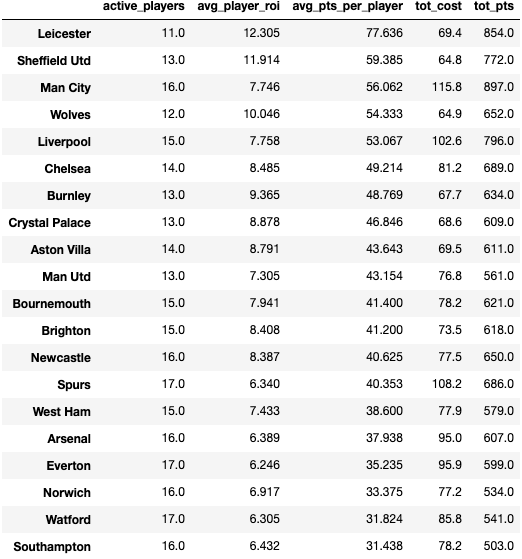 active_players avg_player_roi avg_pts_per_player tot_cost tot_pts
Leicester 11.0 12.305 77.636 69.4 854.0
Sheffield Utd 13.0 11.914 59.385 64.8 772.0
Man City 16.0 7.746 56.062 115.8 897.0
Wolves 12.0 10.046 54.333 64.9 652.0
Liverpool 15.0 7.758 53.067 102.6 796.0
Chelsea 14.0 8.485 49.214 81.2 689.0
Burnley 13.0 9.365 48.769 67.7 634.0
Crystal Palace 13.0 8.878 46.846 68.6 609.0
Aston Villa 14.0 8.791 43.643 69.5 611.0
Man Utd 13.0 7.305 43.154 76.8 561.0
Bournemouth 15.0 7.941 41.400 78.2 621.0
Brighton 15.0 8.408 41.200 73.5 618.0
Newcastle 16.0 8.387 40.625 77.5 650.0
Spurs 17.0 6.340 40.353 108.2 686.0
West Ham 15.0 7.433 38.600 77.9 579.0
Arsenal 16.0 6.389 37.938 95.0 607.0
Everton 17.0 6.246 35.235 95.9 599.0
Norwich 16.0 6.917 33.375 77.2 534.0
Watford 17.0 6.305 31.824 85.8 541.0
Southampton 16.0 6.432 31.438 78.2 503.0